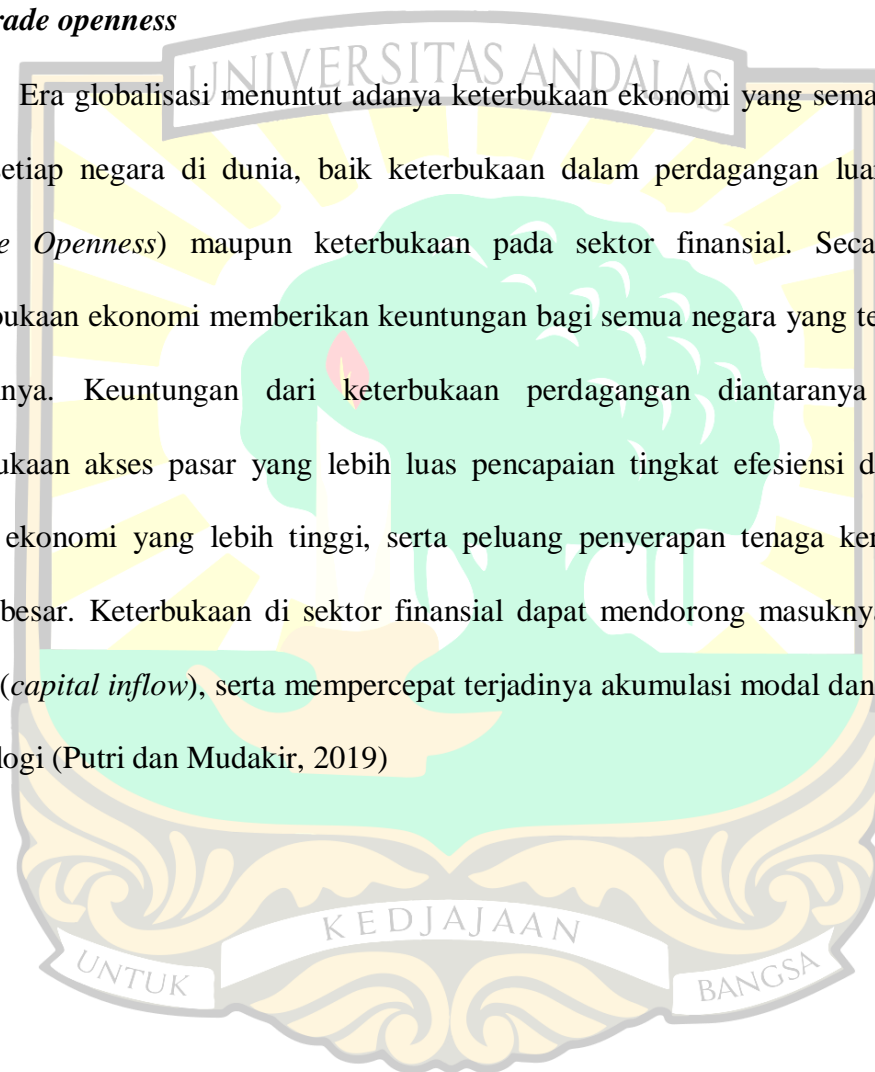 rade openness
UNIVERSITAS ANDALAS
Era globalisasi menuntut adanya keterbukaan ekonomi yang sema
setiap negara di dunia, baik keterbukaan dalam perdagangan luar
e Openness) maupun keterbukaan pada sektor finansial. Seca
bukaan ekonomi memberikan keuntungan bagi semua negara yang te
nya. Keuntungan dari keterbukaan perdagangan diantaranya
ukaan akses pasar yang lebih luas pencapaian tingkat efesiensi d
ekonomi yang lebih tinggi, serta peluang penyerapan tenaga ker
besar. Keterbukaan di sektor finansial dapat mendorong masuknya
(capital inflow), serta mempercepat terjadinya akumulasi modal dan
logi (Putri dan Mudakir, 2019)
UNTUK KEDJAJAAN BANGSA